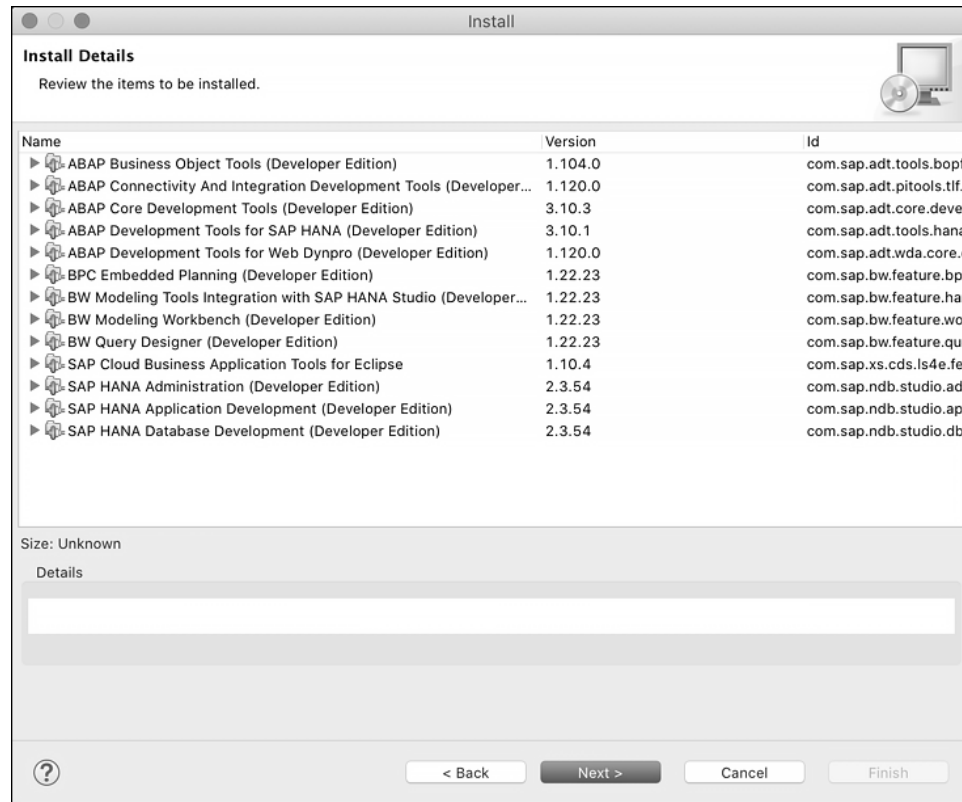 Install
Install Details
Review the items to be installed.
Name Version Id
ABAP Business Object Tools (Developer Edition) 1.104.0 com.sap.adt.tools.bopf
ABAP Connectivity And Integration Development Tools (Developer... 1.120.0 com.sap.adt.pitools.tlf.
ABAP Core Development Tools (Developer Edition) 3.10.3 com.sap.adt.core.deve
ABAP Development Tools for SAP HANA (Developer Edition) 3.10.1 com.sap.adt.tools.hana
ABAP Development Tools for Web Dynpro (Developer Edition) 1.120.0 com.sap.adt.wda.core.
BPC Embedded Planning (Developer Edition) 1.22.23 com.sap.bw.feature.bp
BW Modeling Tools Integration with SAP HANA Studio (Developer... 1.22.23 com.sap.bw.feature.ha
BW Modeling Workbench (Developer Edition) 1.22.23 com.sap.bw.feature.wo
BW Query Designer (Developer Edition) 1.22.23 com.sap.bw.feature.qu
SAP Cloud Business Application Tools for Eclipse 1.10.4 com.sap.xs.cds.ls4e.fe
SAP HANA Administration (Developer Edition) 2.3.54 com.sap.ndb.studio.ad
SAP HANA Application Development (Developer Edition) 2.3.54 com.sap.ndb.studio.ap
SAP HANA Database Development (Developer Edition) 2.3.54 com.sap.ndb.studio.db
Size: Unknown
Details
? < Back Next > Cancel Finish